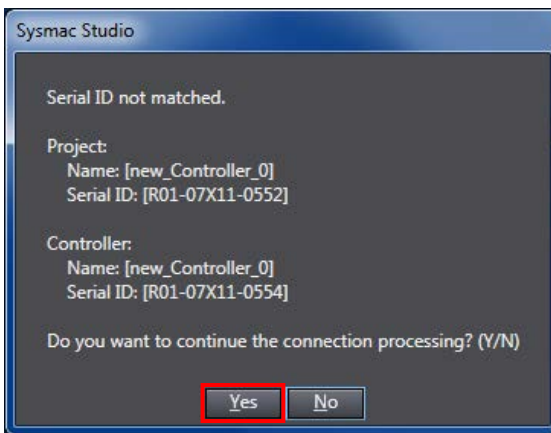 Sysmac Studio
Serial ID not matched.
Project:
Name: [new_Controller_0]
Serial ID: [R01-07X11-0552]
Controller:
Name: [new_Controller_0]
Serial ID: [R01-07X11-0554]
Do you want to continue the connection processing? (Y/N)
Yes No